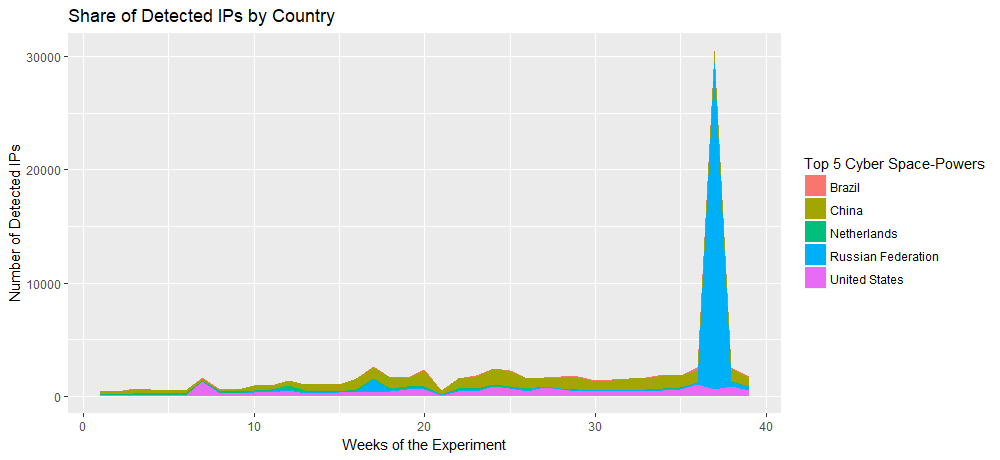 Share of Detected IPs by Country
Number of Detected IPs
30000
20000
10000
0
0
10
20
30
40
Weeks of the Experiment
Top 5 Cyber Space-Powers
Brazil
China
Netherlands
Russian Federation
United States